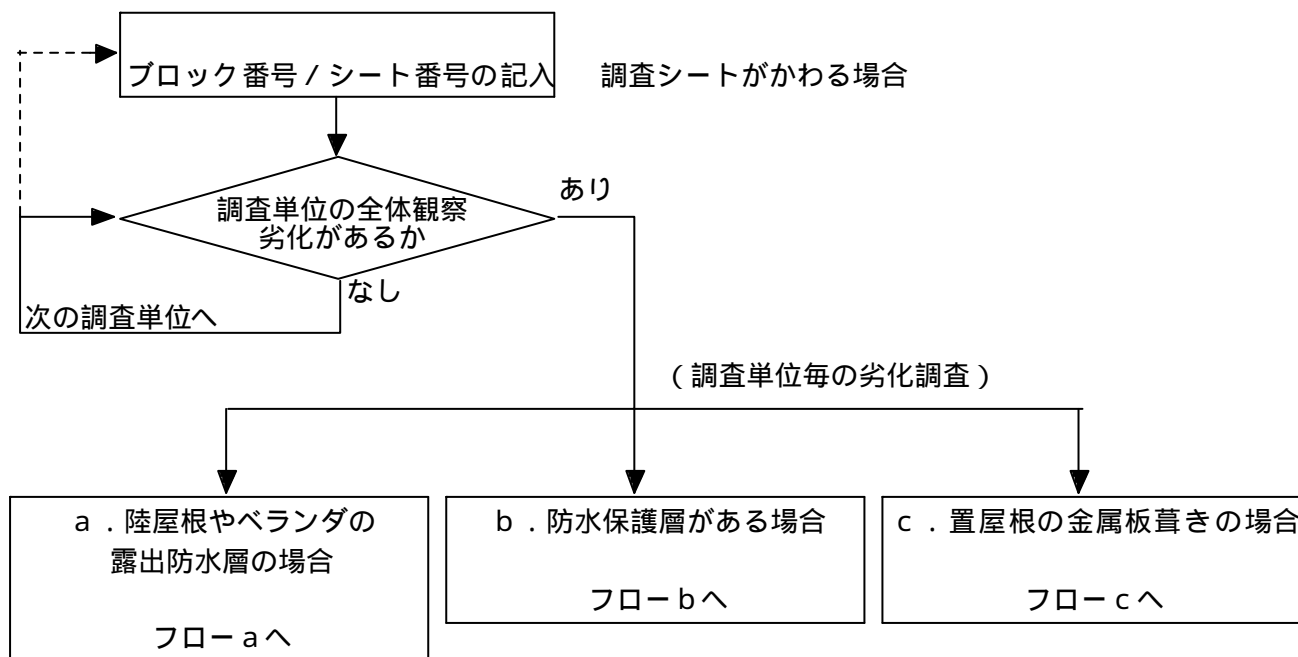 ブロック番号/シート番号の記入
調査シートがかわる場合
調査単位の全体観察
劣化があるか
あり
なし
次の調査単位へ
(調査単位毎の劣化調査)
a.陸屋根やベランダの
露出防水層の場合
フローaへ
b.防水保護層がある場合
フローbへ
c.置屋根の金属板葺きの場合
フローcへ